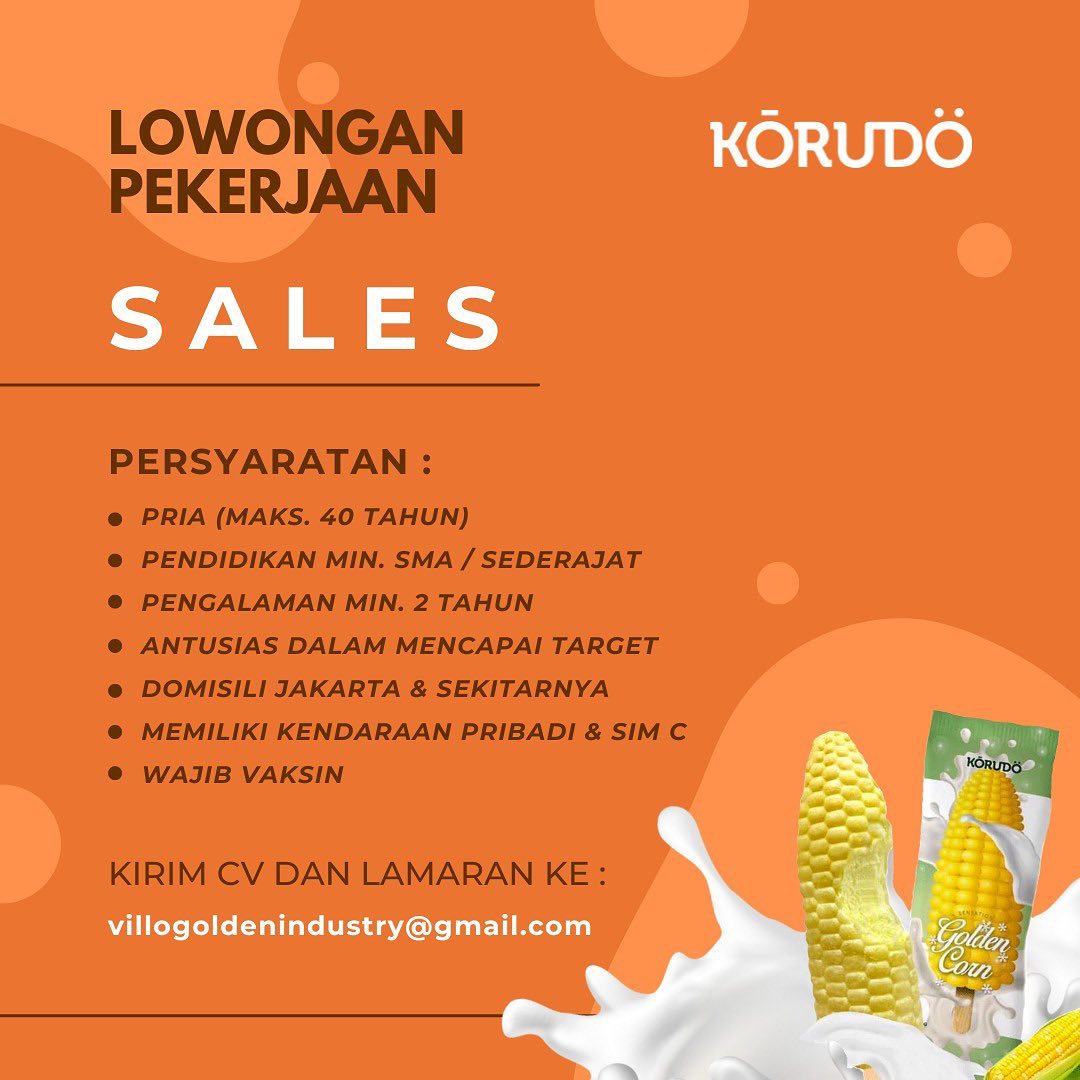 LOWONGAN
PEKERJAAN
KŌRUDÖ
SALES
PERSYARATAN :
PRIA (MAKS. 40 TAHUN)
PENDIDIKAN MIN. SMA / SEDERAJAT
PENGALAMAN MIN. 2 TAHUN
ANTUSIAS DALAM MENCAPAI TARGET
DOMISILI JAKARTA & SEKITARNYA
MEMILIKI KENDARAAN PRIBADI & SIM C
WAJIB VAKSIN
KIRIM CV DAN LAMARAN KE :
villogoldenindustry@gmail.com
KŌRUDÖ
SENSATION
Golden
Corn